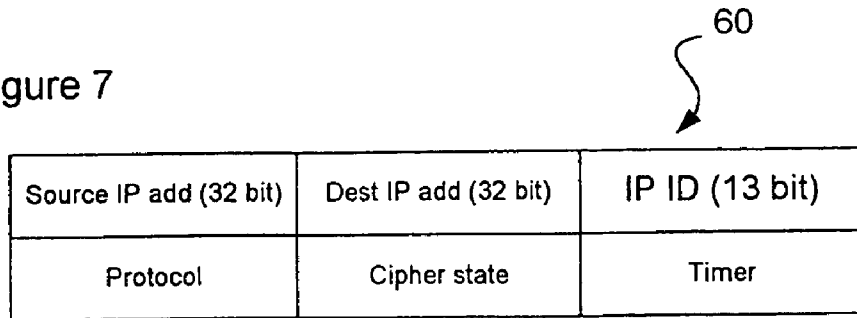 60
gure 7
Source IP add (32 bit) Dest IP add (32 bit) IP ID (13 bit)
Protocol Cipher state Timer